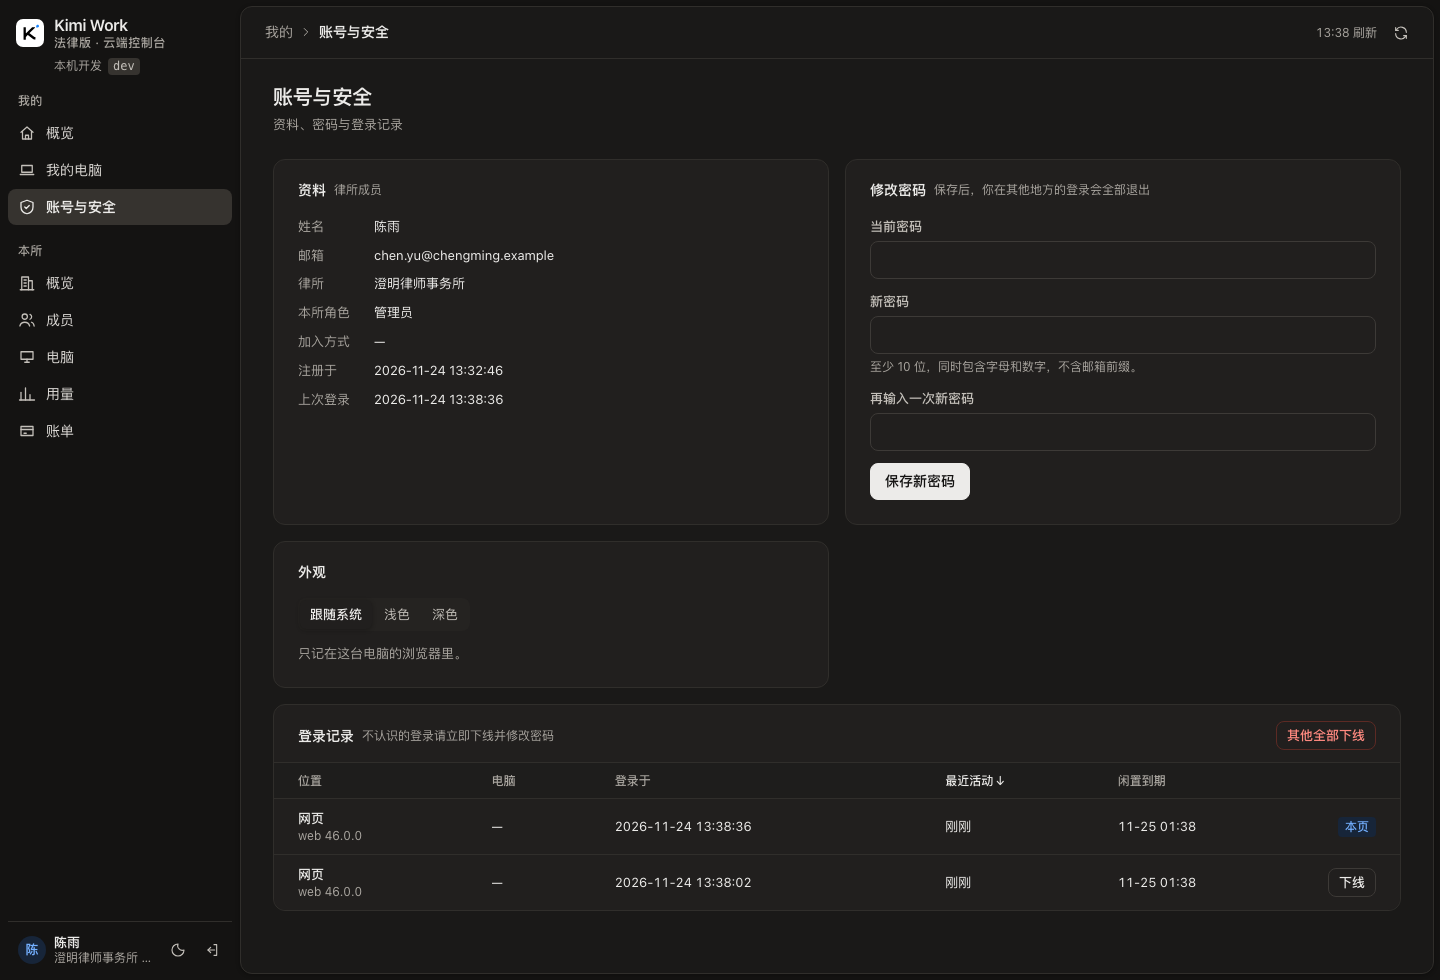 Kimi Work
法律版 · 云端控制台
本机开发 dev
我的
概览
我的电脑
账号与安全
本所
概览
成员
电脑
用量
账单
陈
陈雨
澄明律师事务所 ...
我的 > 账号与安全
13:38 刷新
账号与安全
资料、密码与登录记录
资料 律所成员
姓名 陈雨
邮箱 chen.yu@chengming.example
律所 澄明律师事务所
本所角色 管理员
加入方式 —
注册于 2026-11-24 13:32:46
上次登录 2026-11-24 13:38:36
修改密码 保存后，你在其他地方的登录会全部退出
当前密码
新密码
至少 10 位，同时包含字母和数字，不含邮箱前缀。
再输入一次新密码
保存新密码
外观
跟随系统 浅色 深色
只记在这台电脑的浏览器里。
登录记录 不认识的登录请立即下线并修改密码
其他全部下线
位置 电脑 登录于 最近活动↓ 闲置到期
网页
web 46.0.0
— 2026-11-24 13:38:36 刚刚 11-25 01:38 本页
网页
web 46.0.0
— 2026-11-24 13:38:02 刚刚 11-25 01:38 下线